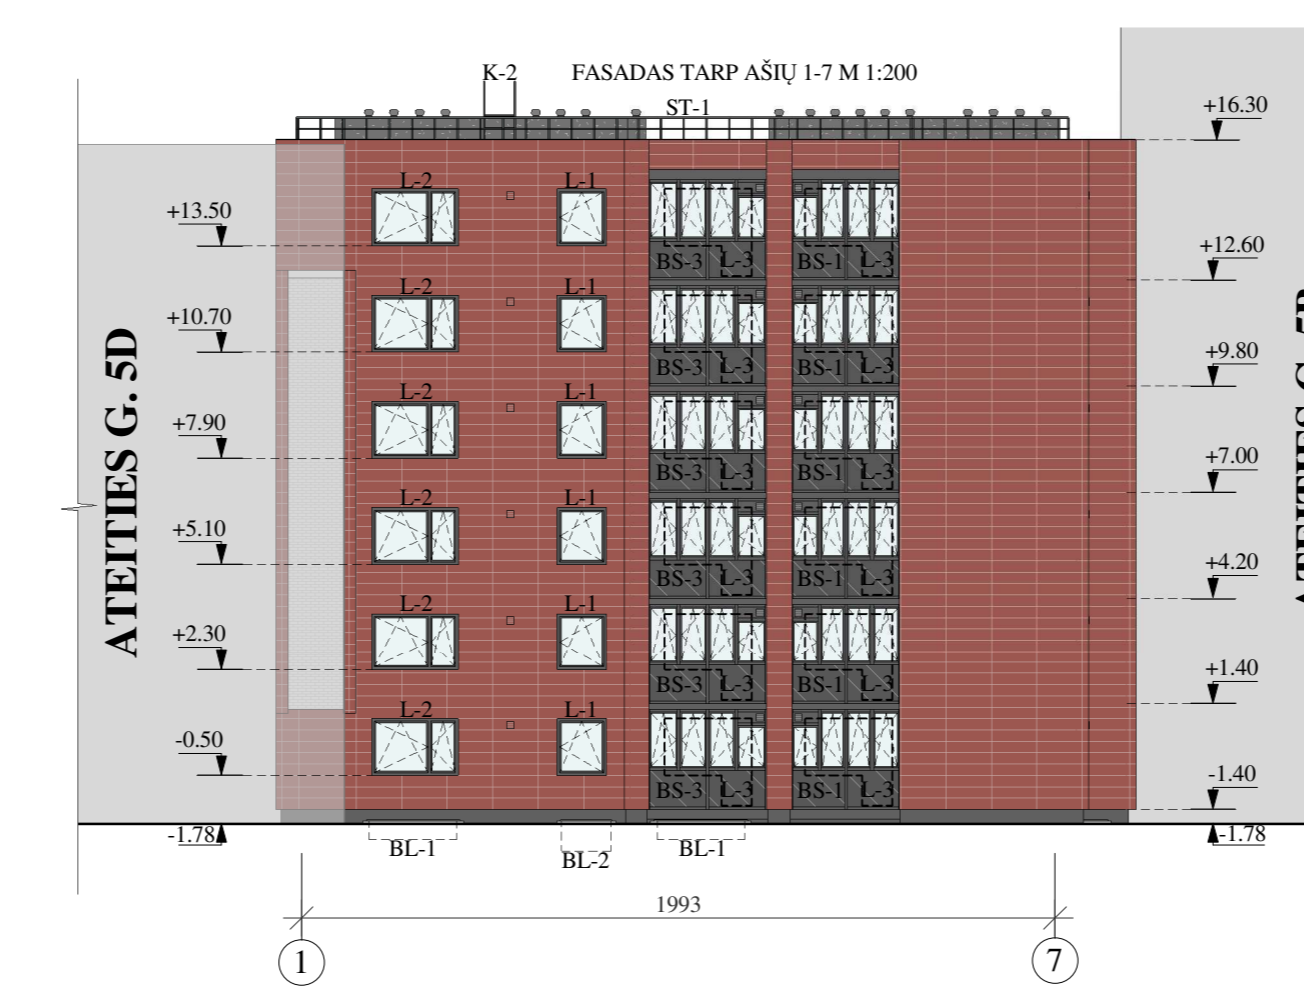 K-2 FASADAS TARP AŠIŲ 1-7 M 1:200
ST-1
+16.30
L-2 L-1
+13.50
+12.60
BS-3 L-3 BS-1 L-3
L-2 L-1
+10.70
+9.80
BS-3 L-3 BS-1 L-3
L-2 L-1
+7.90
+7.00
BS-3 L-3 BS-1 L-3
L-2 L-1
+5.10
+4.20
BS-3 L-3 BS-1 L-3
L-2 L-1
+2.30
+1.40
BS-3 L-3 BS-1 L-3
L-2 L-1
-0.50
-1.40
BS-3 L-3 BS-1 L-3
-1.78 -1.78
BL-1 BL-2 BL-1
ATEITIES G. 5D
1993
1 7